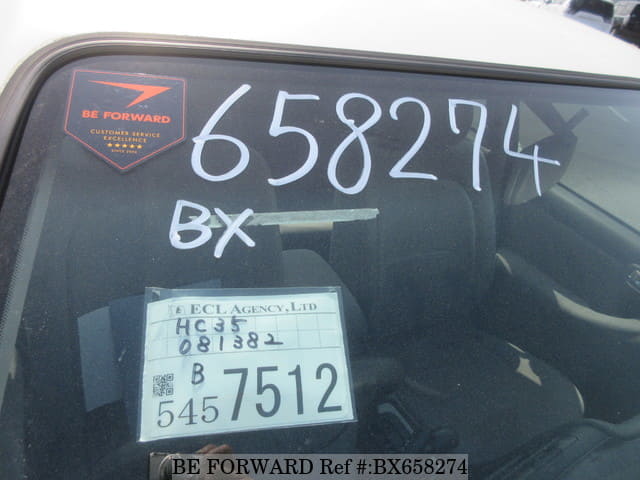 BE FORWARD
CUSTOMER SERVICE
EXCELLENCE
658274
BX
ECL AGENCY,LTD
HC35
081382
B
545 7512
BE FORWARD Ref #:BX658274